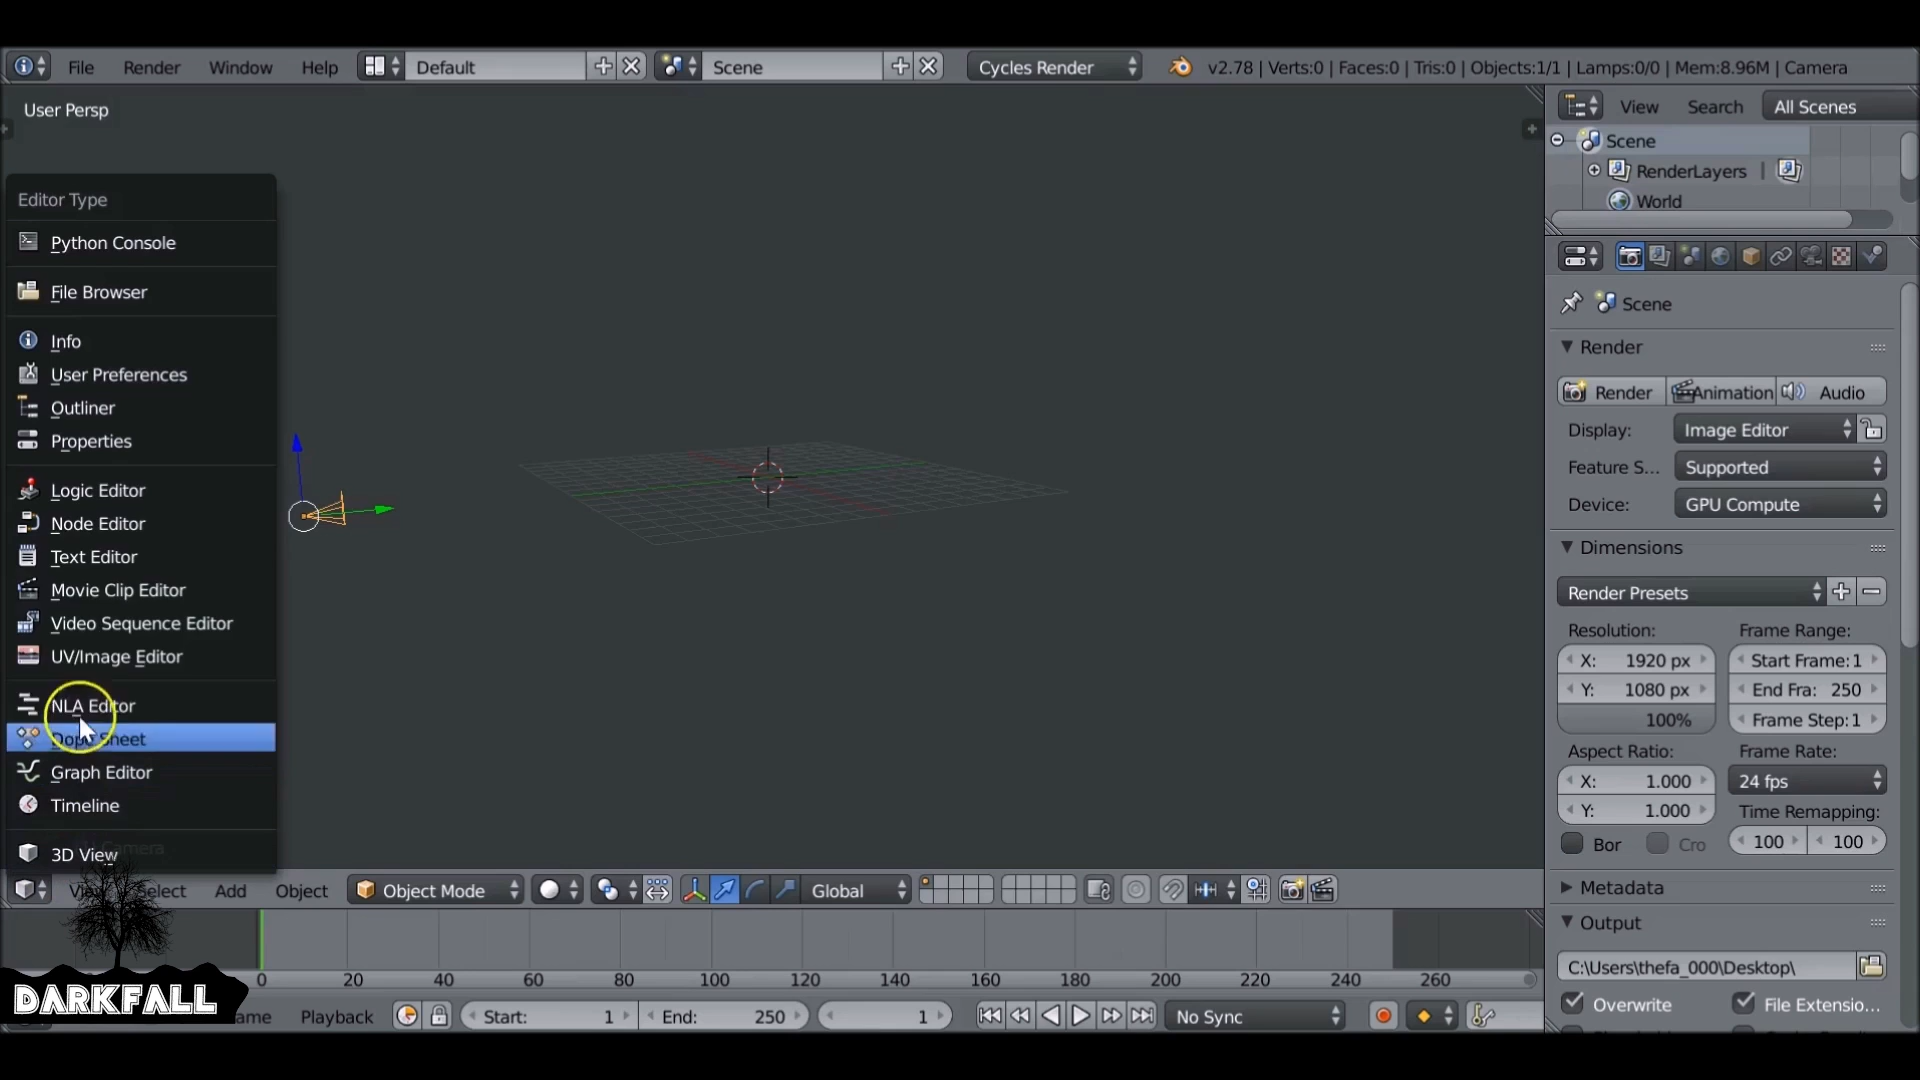 File Render Window Help Default Scene Cycles Render v2.78 | Verts:0 | Faces:0 | Tris:0 | Objects:1/1 | Lamps:0/0 | Mem:8.96M | Camera
User Persp
View Search All Scenes
Scene
RenderLayers
World
Editor Type
Python Console
File Browser
Info
User Preferences
Outliner
Properties
Logic Editor
Node Editor
Text Editor
Movie Clip Editor
Video Sequence Editor
UV/Image Editor
NLA Editor
Dope Sheet
Graph Editor
Timeline
3D View
Scene
Render
Render Animation Audio
Display: Image Editor
Feature S... Supported
Device: GPU Compute
Dimensions
Render Presets
Resolution: Frame Range:
X: 1920 px Start Frame: 1
Y: 1080 px End Fra: 250
100% Frame Step: 1
Aspect Ratio: Frame Rate:
X: 1.000 24 fps
Y: 1.000 Time Remapping:
Bor Cro 100 100
Metadata
Output
C:\Users\thefa_000\Desktop\
Overwrite File Extensio...
View Select Add Object Object Mode Global
0 20 40 60 80 100 120 140 160 180 200 220 240 260
Playback Start: 1 End: 250 1 No Sync
DARKFALL